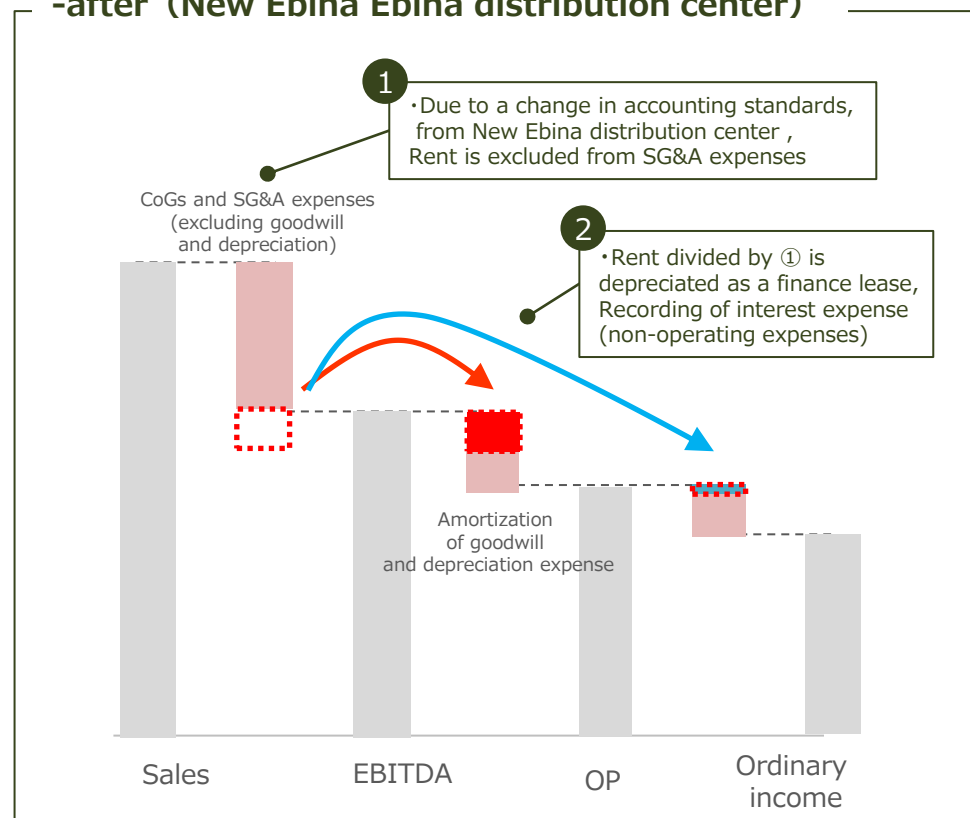 -after（New Ebina Ebina distribution center）
1
・Due to a change in accounting standards,
from New Ebina distribution center ,
Rent is excluded from SG&A expenses
CoGs and SG&A expenses
(excluding goodwill
and depreciation)
2
・Rent divided by ① is
depreciated as a finance lease,
Recording of interest expense
(non-operating expenses)
Amortization
of goodwill
and depreciation expense
Sales
EBITDA
OP
Ordinary
income